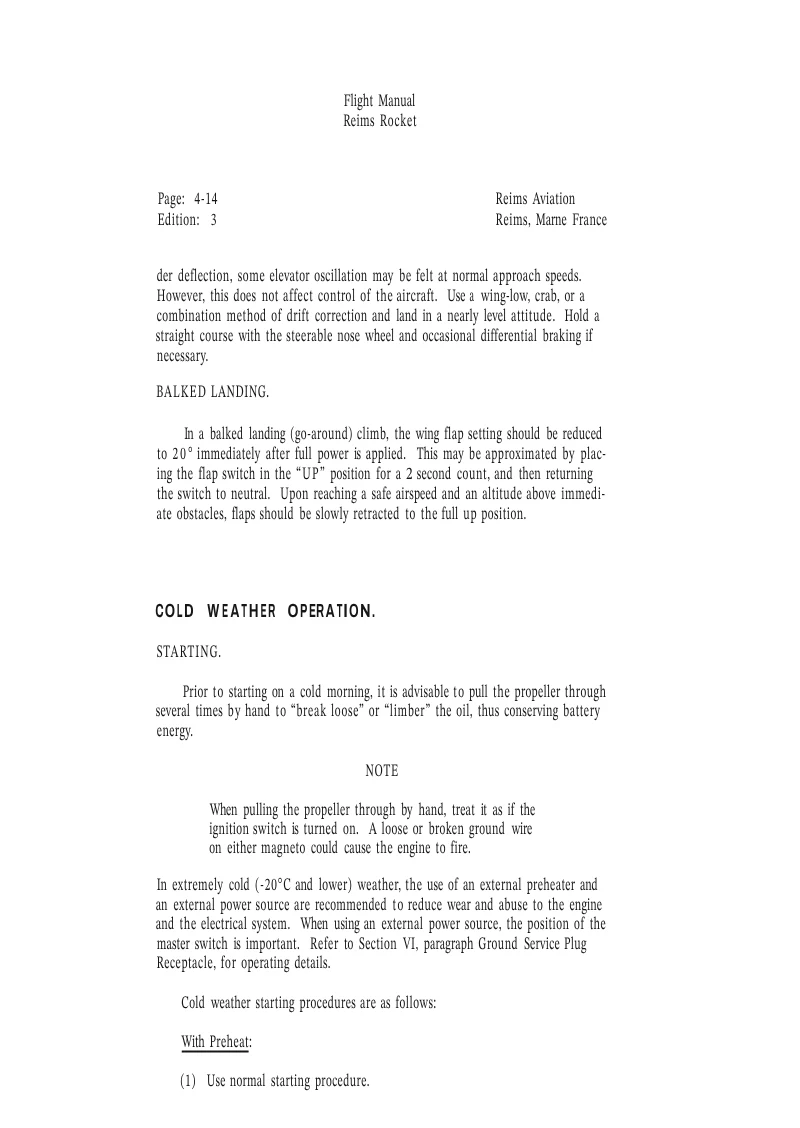 Flight Manual
Reims Rocket
Page: 4-14
Reims Aviation
Edition: 3
Reims, Marne France
der deflection, some elevator oscillation may be felt at normal approach speeds.
However, this does not affect control of the aircraft. Use a wing-low, crab, or a
combination method of drift correction and land in a nearly level attitude. Hold a
straight course with the steerable nose wheel and occasional differential braking if
necessary.
BALKED LANDING.
In a balked landing (go-around) climb, the wing flap setting should be reduced
to 20° immediately after full power is applied. This may be approximated by plac-
ing the flap switch in the “UP” position for a 2 second count, and then returning
the switch to neutral. Upon reaching a safe airspeed and an altitude above immedi-
ate obstacles, flaps should be slowly retracted to the full up position.
COLD WEATHER OPERATION.
STARTING.
Prior to starting on a cold morning, it is advisable to pull the propeller through
several times by hand to “break loose” or “limber” the oil, thus conserving battery
energy.
NOTE
When pulling the propeller through by hand, treat it as if the
ignition switch is turned on. A loose or broken ground wire
on either magneto could cause the engine to fire.
In extremely cold (-20°C and lower) weather, the use of an external preheater and
an external power source are recommended to reduce wear and abuse to the engine
and the electrical system. When using an external power source, the position of the
master switch is important. Refer to Section VI, paragraph Ground Service Plug
Receptacle, for operating details.
Cold weather starting procedures are as follows:
With Preheat:
(1) Use normal starting procedure.